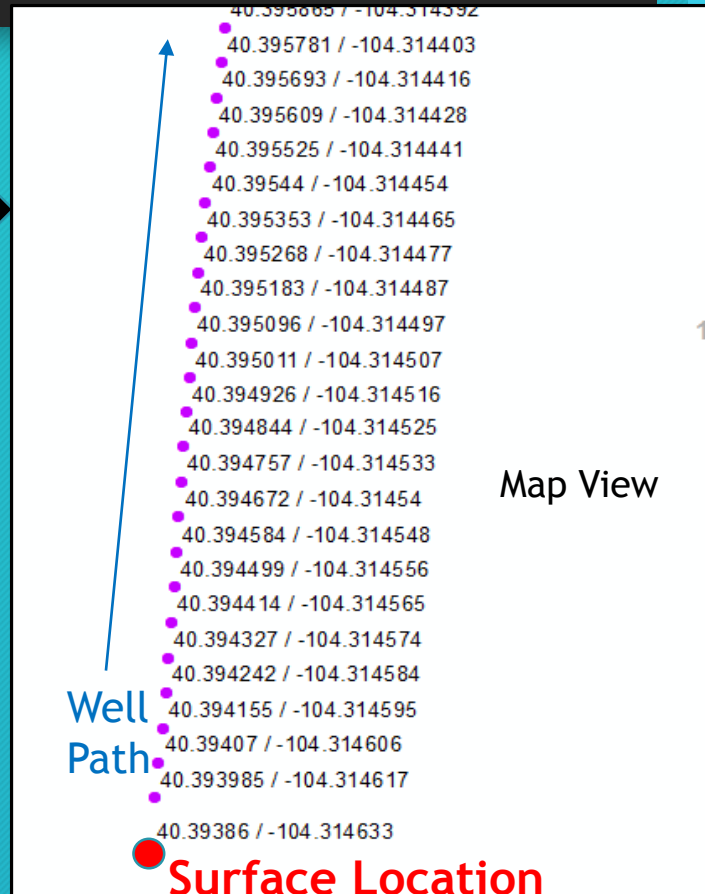 40.395865 / -104.314392
40.395781 / -104.314403
40.395693 / -104.314416
40.395609 / -104.314428
40.395525 / -104.314441
40.39544 / -104.314454
40.395353 / -104.314465
40.395268 / -104.314477
40.395183 / -104.314487
40.395096 / -104.314497
40.395011 / -104.314507
40.394926 / -104.314516
40.394844 / -104.314525
40.394757 / -104.314533
Map View
40.394672 / -104.31454
40.394584 / -104.314548
40.394499 / -104.314556
40.394414 / -104.314565
40.394327 / -104.314574
40.394242 / -104.314584
Well
Path
40.394155 / -104.314595
40.39407 / -104.314606
40.393985 / -104.314617
40.39386 / -104.314633
Surface Location